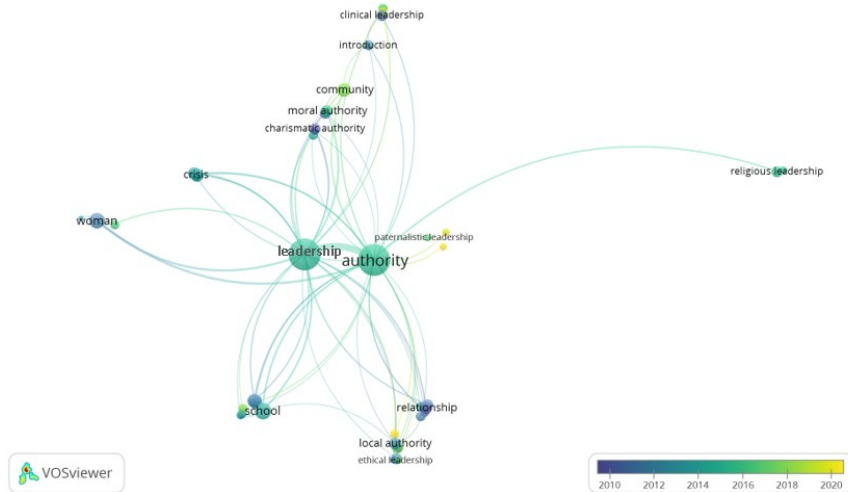 clinical leadership
introduction
community
moral authority
charismatic authority
crisis
religious leadership
woman
paternalistic leadership
leadership
authority
school
relationship
local authority
ethical leadership
VOSviewer
2010 2012 2014 2016 2018 2020